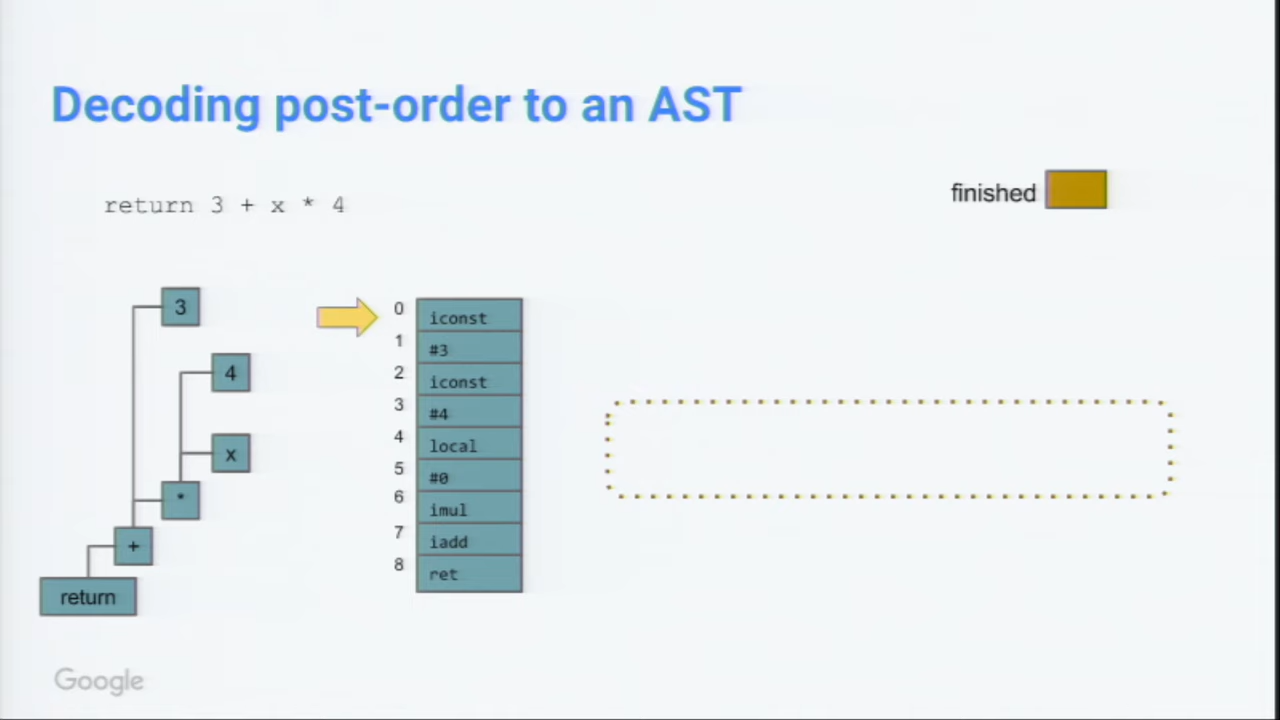 Decoding post-order to an AST
return 3 + x * 4
finished
3
4
x
*
+
return
0 iconst
1 #3
2 iconst
3 #4
4 local
5 #0
6 imul
7 iadd
8 ret
Google